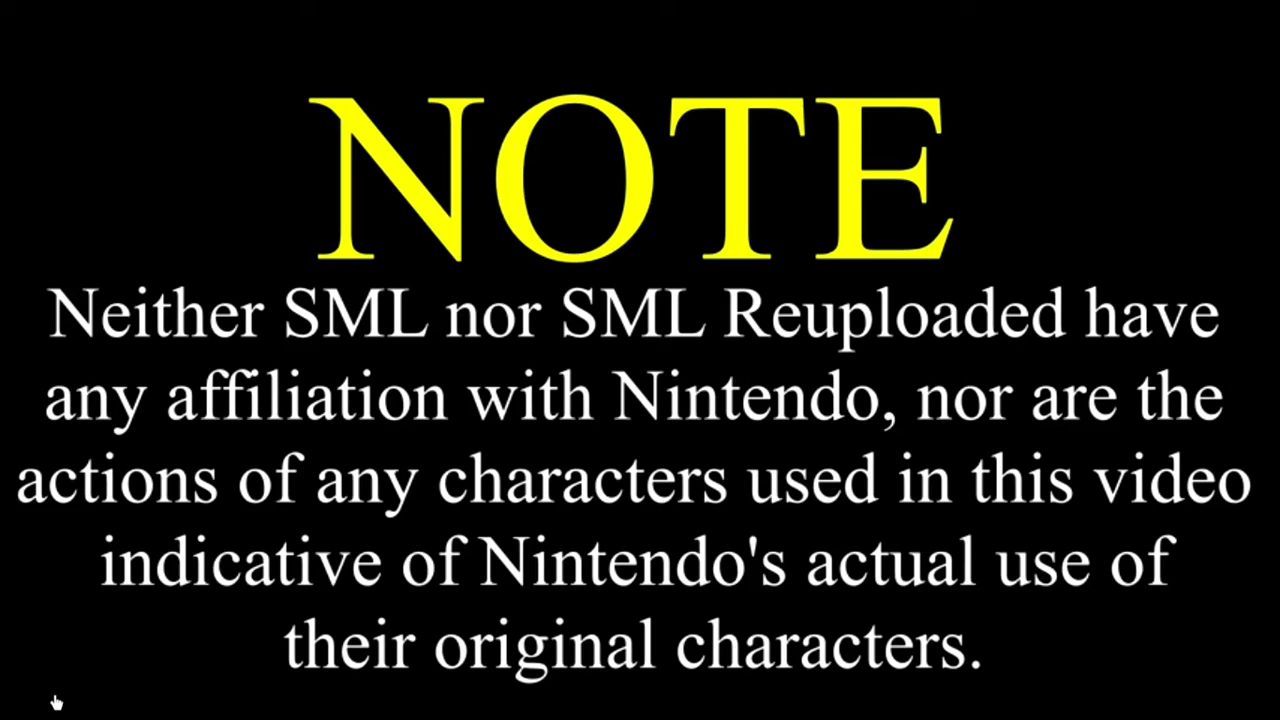 NOTE
Neither SML nor SML Reuploaded have
any affiliation with Nintendo, nor are the
actions of any characters used in this video
indicative of Nintendo's actual use of
their original characters.